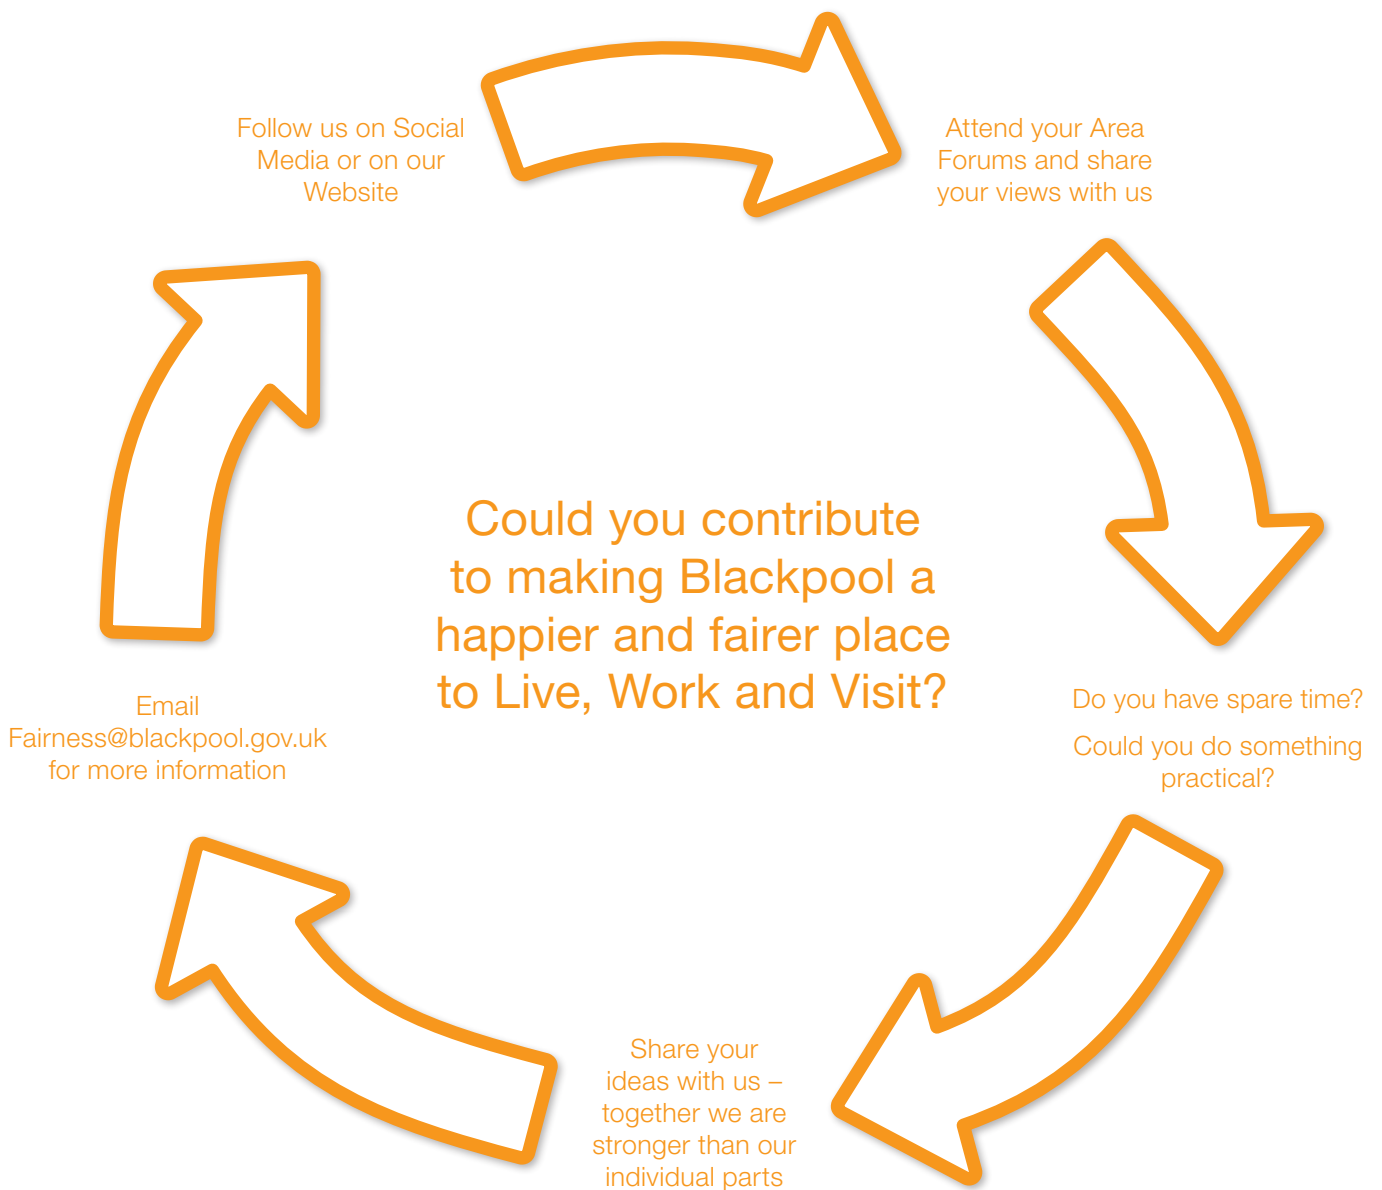 Follow us on Social
Media or on our
Website
Attend your Area
Forums and share
your views with us
Could you contribute
to making Blackpool a
happier and fairer place
to Live, Work and Visit?
Do you have spare time?
Could you do something
practical?
Share your
ideas with us –
together we are
stronger than our
individual parts
Email
Fairness@blackpool.gov.uk
for more information